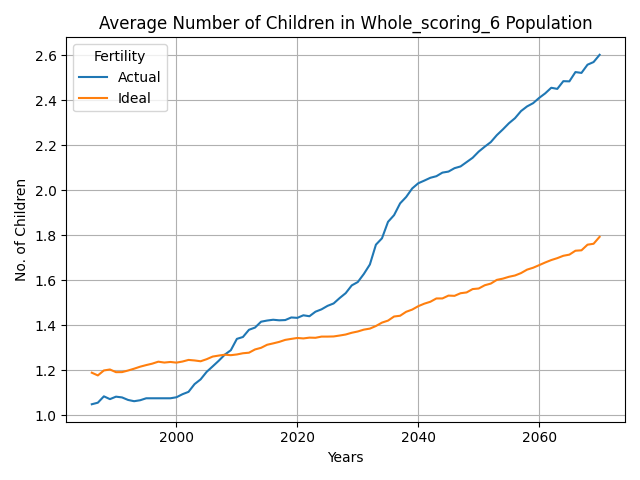 Average Number of Children in Whole_scoring_6 Population
Fertility
Actual
Ideal
No. of Children
2.6
2.4
2.2
2.0
1.8
1.6
1.4
1.2
1.0
2000 2020 2040 2060
Years